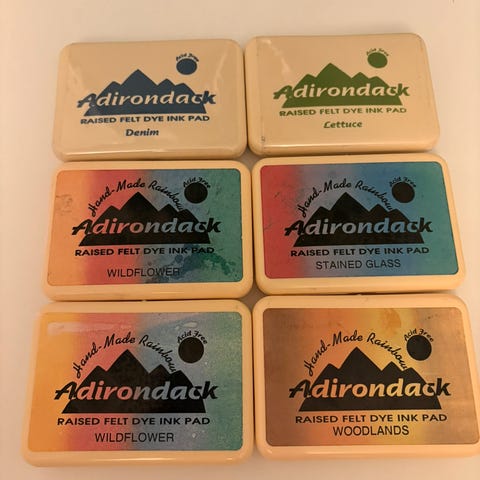 Acid Free
Adirondack
RAISED FELT DYE INK PAD
Denim
Acid Free
Adirondack
RAISED FELT DYE INK PAD
Lettuce
Hand-Made Rainbow
Acid Free
Adirondack
RAISED FELT DYE INK PAD
WILDFLOWER
Hand-Made Rainbow
Acid Free
Adirondack
RAISED FELT DYE INK PAD
STAINED GLASS
Hand-Made Rainbow
Acid Free
Adirondack
RAISED FELT DYE INK PAD
WILDFLOWER
Hand-Made Rainbow
Acid Free
Adirondack
RAISED FELT DYE INK PAD
WOODLANDS